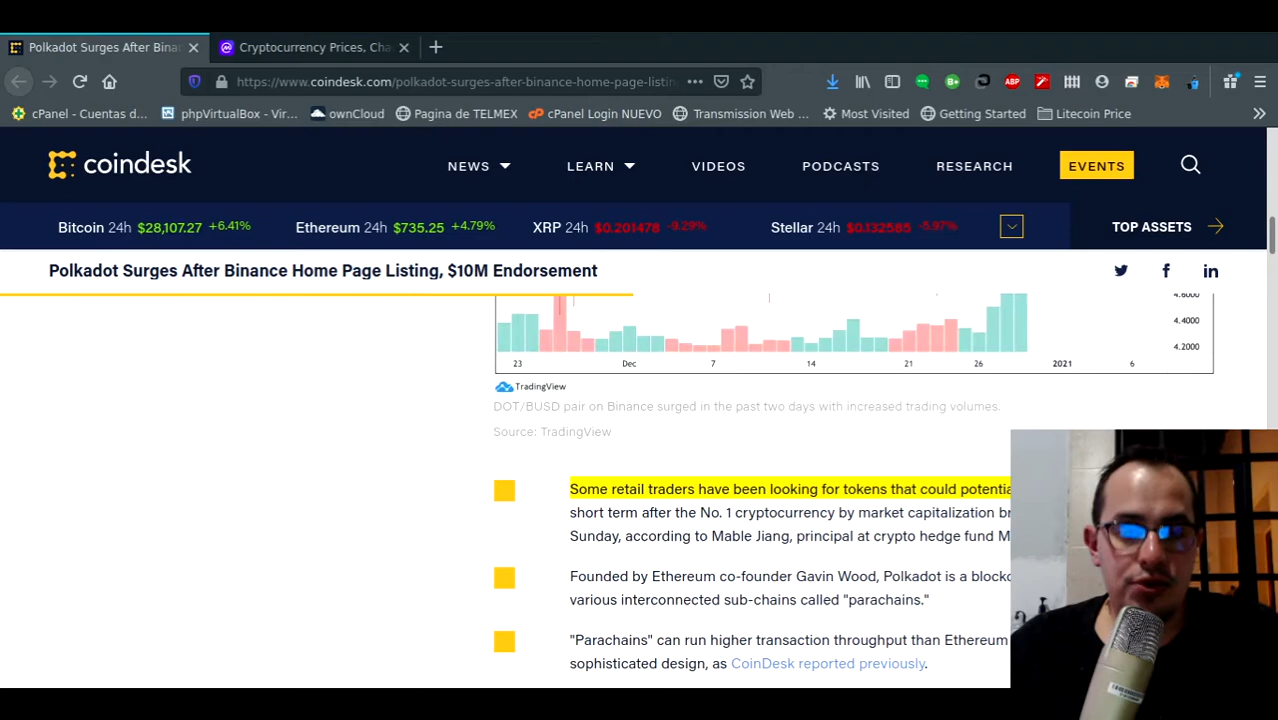 Polkadot Surges After Bina
Cryptocurrency Prices, Cha
https://www.coindesk.com/polkadot-surges-after-binance-home-page-listin
ABP
cPanel - Cuentas d...
phpVirtualBox - Vir...
ownCloud
Pagina de TELMEX
cPanel Login NUEVO
Transmission Web ...
Most Visited
Getting Started
Litecoin Price
coindesk
NEWS
LEARN
VIDEOS
PODCASTS
RESEARCH
EVENTS
Bitcoin 24h $28,107.27 +6.41%
Ethereum 24h $735.25 +4.79%
XRP 24h $0.201478 -9.29%
Stellar 24h $0.132585 -5.97%
TOP ASSETS
Polkadot Surges After Binance Home Page Listing, $10M Endorsement
4.6000
4.4000
4.2000
23 Dec 7 14 21 26 2021 6
TradingView
DOT/BUSD pair on Binance surged in the past two days with increased trading volumes.
Source: TradingView
Some retail traders have been looking for tokens that could potentia
short term after the No. 1 cryptocurrency by market capitalization br
Sunday, according to Mable Jiang, principal at crypto hedge fund M
Founded by Ethereum co-founder Gavin Wood, Polkadot is a blockc
various interconnected sub-chains called "parachains."
"Parachains" can run higher transaction throughput than Ethereum
sophisticated design, as CoinDesk reported previously.